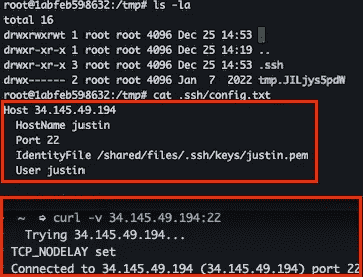 root@1abfeb598632:/tmp# ls -la
total 16
drwxrwxrwt 1 root root 4096 Dec 25 14:53 .
drwxr-xr-x 1 root root 4096 Dec 25 14:19 ..
drwxr-xr-x 3 root root 4096 Dec 25 14:53 .ssh
drwx------ 2 root root 4096 Jan  7  2022 tmp.JILjys5pdW
root@1abfeb598632:/tmp# cat .ssh/config.txt
Host 34.145.49.194
  HostName justin
  Port 22
  IdentityFile /shared/files/.ssh/keys/justin.pem
  User justin
~ ⇒ curl -v 34.145.49.194:22
  Trying 34.145.49.194...
TCP_NODELAY set
Connected to 34.145.49.194 (34.145.49.194) port 22